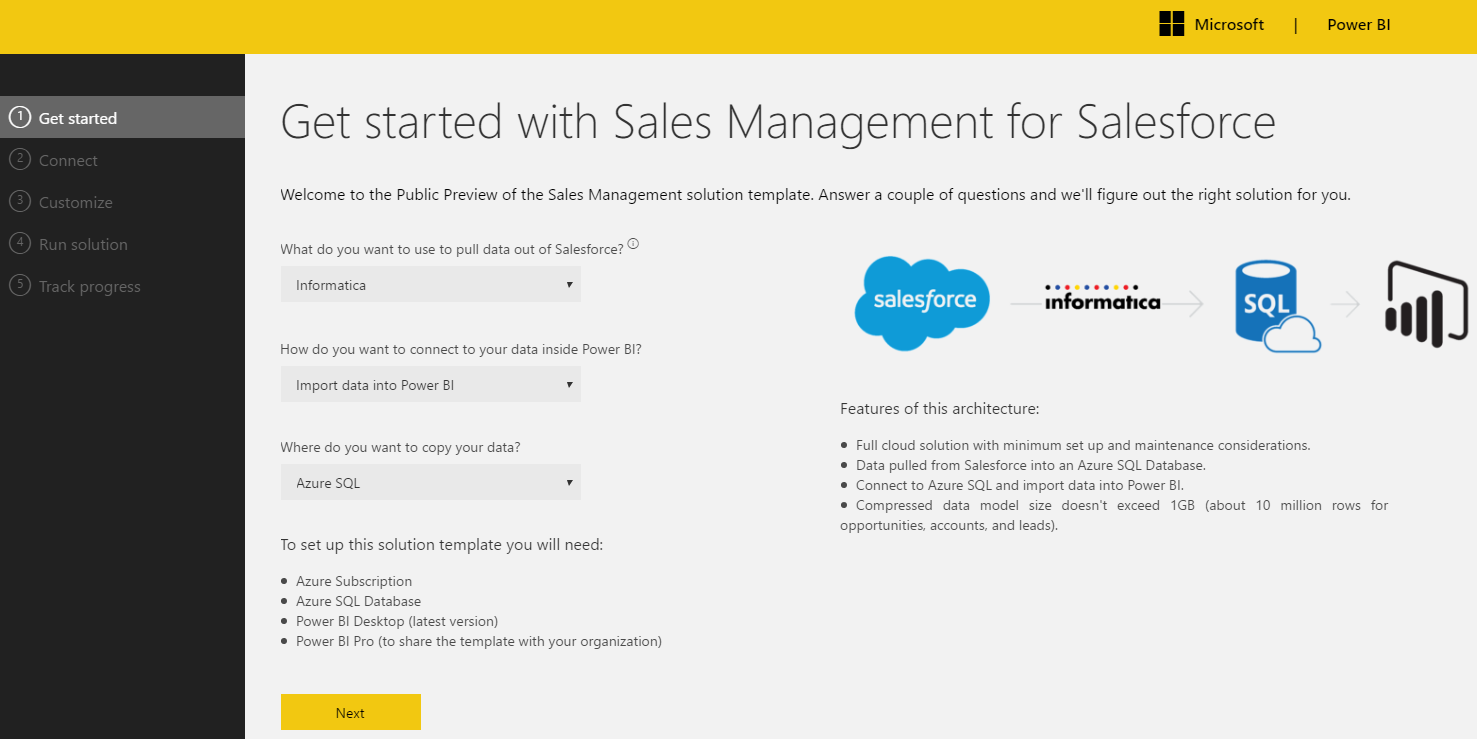 Microsoft | Power BI
1 Get started
2 Connect
3 Customize
4 Run solution
5 Track progress
Get started with Sales Management for Salesforce
Welcome to the Public Preview of the Sales Management solution template. Answer a couple of questions and we'll figure out the right solution for you.
What do you want to use to pull data out of Salesforce?
Informatica
How do you want to connect to your data inside Power BI?
Import data into Power BI
Where do you want to copy your data?
Azure SQL
To set up this solution template you will need:
Azure Subscription
Azure SQL Database
Power BI Desktop (latest version)
Power BI Pro (to share the template with your organization)
Next
salesforce
informatica
SQL
Features of this architecture:
Full cloud solution with minimum set up and maintenance considerations.
Data pulled from Salesforce into an Azure SQL Database.
Connect to Azure SQL and import data into Power BI.
Compressed data model size doesn't exceed 1GB (about 10 million rows for
opportunities, accounts, and leads).